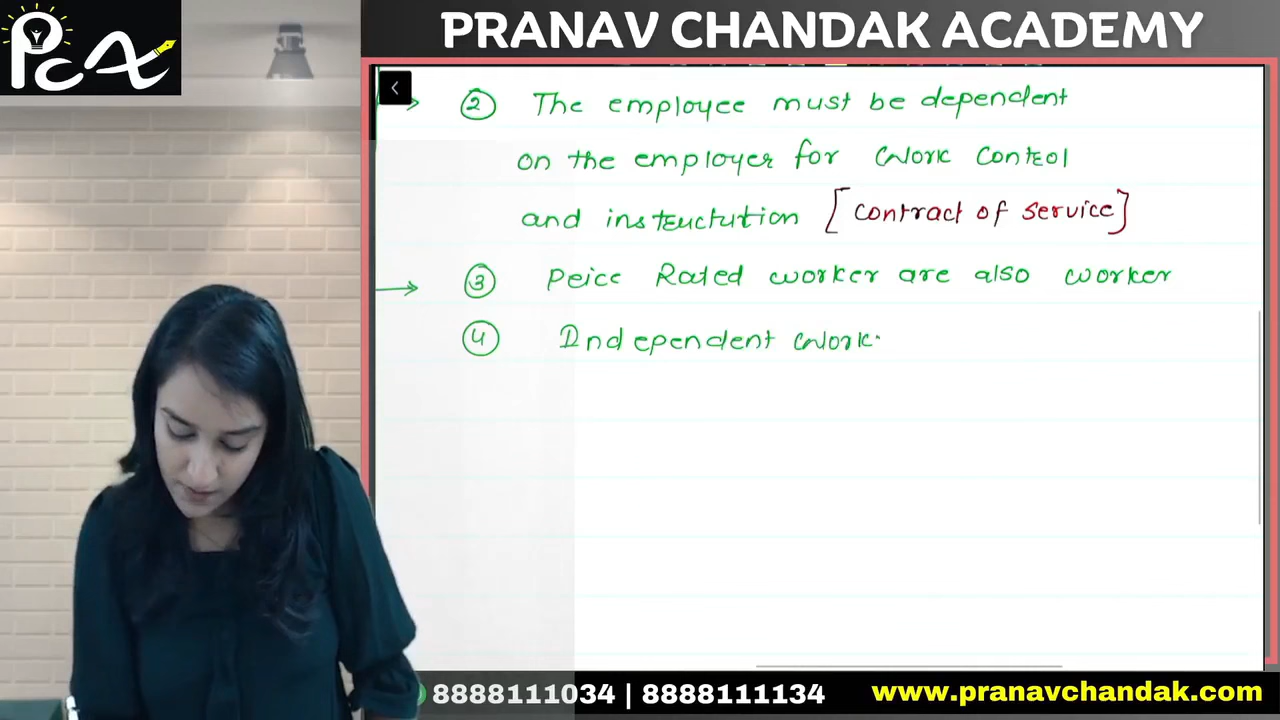 PCA
PRANAV CHANDAK ACADEMY
② The employee must be dependent
on the employer for work control
and instuctution [contract of service]
③ Peice Rated worker are also worker
④ Independent work
8888111034 | 8888111134
www.pranavchandak.com